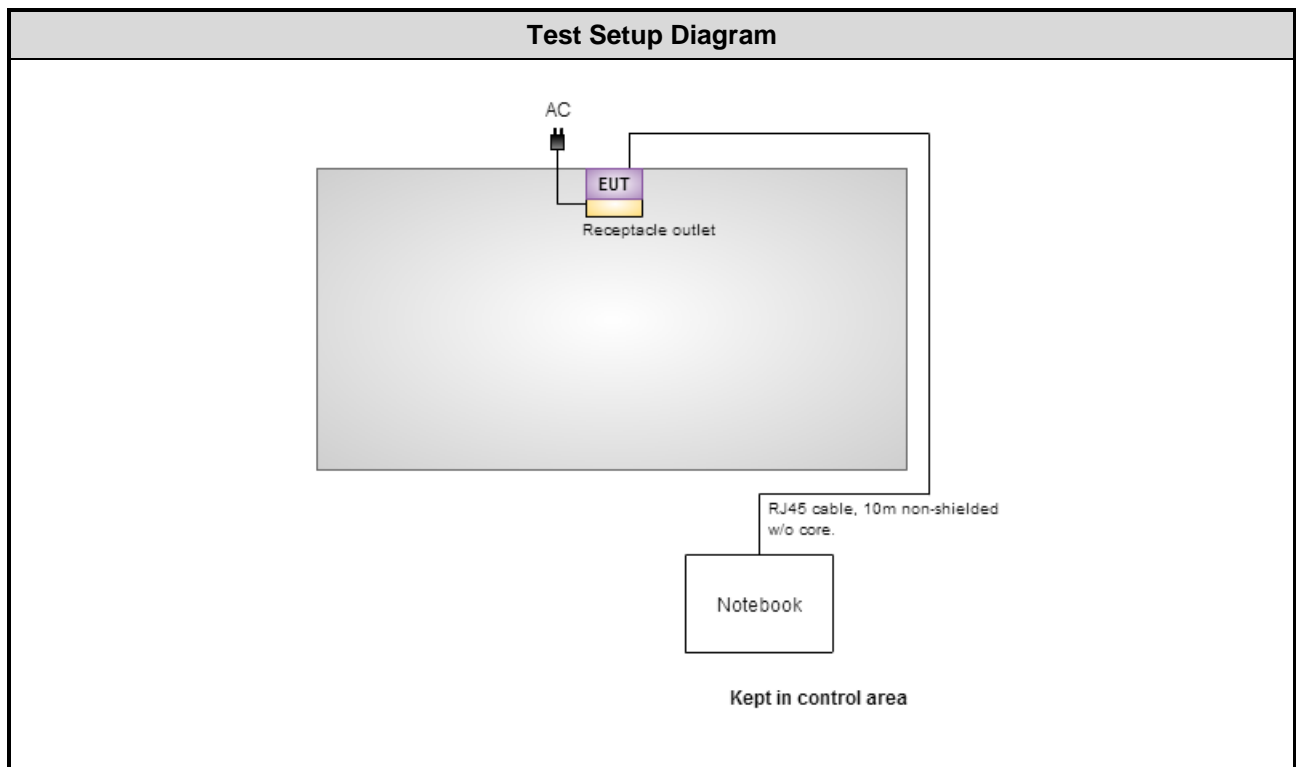 Test Setup Diagram
AC
EUT
Receptacle outlet
RJ45 cable, 10m non-shielded
w/o core.
Notebook
Kept in control area